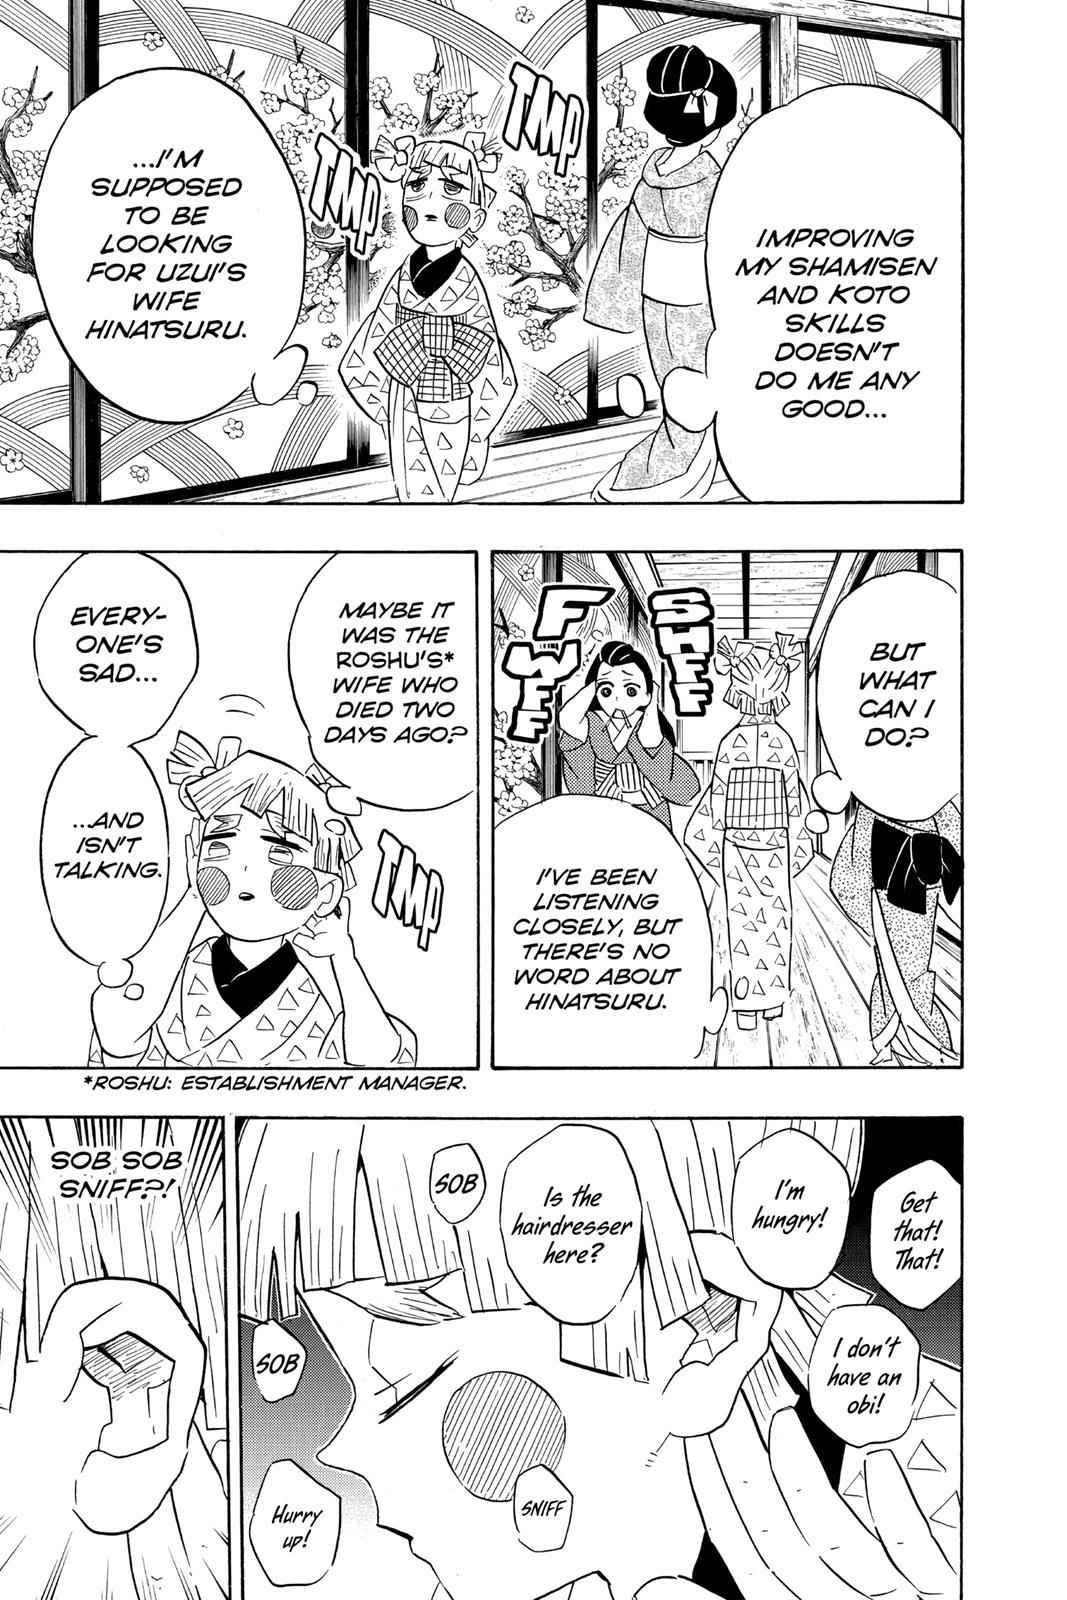 IMPROVING
MY SHAMISEN
AND KOTO
SKILLS
DOESN'T
DO ME ANY
GOOD...
TMP
TMP
...I'M
SUPPOSED
TO BE
LOOKING
FOR UZUI'S
WIFE
HINATSURU.
BUT
WHAT
CAN I
DO?
SHFF
FWEE
I'VE BEEN
LISTENING
CLOSELY, BUT
THERE'S NO
WORD ABOUT
HINATSURU.
MAYBE IT
WAS THE
ROSHU'S*
WIFE WHO
DIED TWO
DAYS AGO?
EVERY-
ONE'S
SAD...
...AND
ISN'T
TALKING.
TMP
*ROSHU: ESTABLISHMENT MANAGER.
Get
that!
That!
I'm
hungry!
I don't
have an
obi!
Is the
hairdresser
here?
SOB
SOB
SNIFF
Hurry
up!
SOB SOB
SNIFF?!